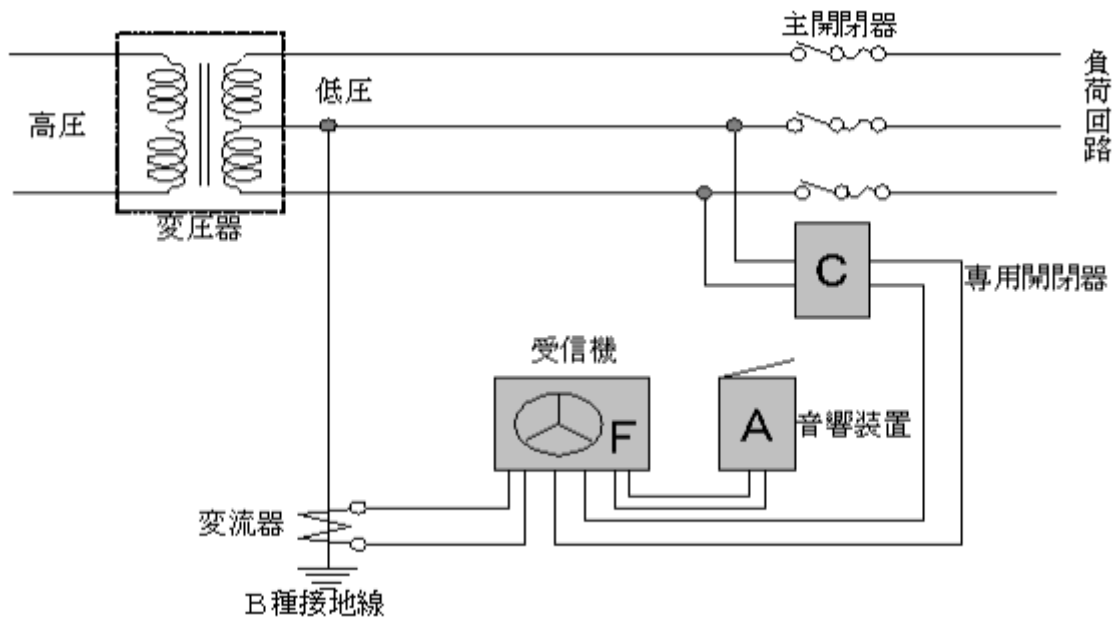 主開閉器
負荷回路
低圧
高圧
変圧器
C
専用開閉器
受信機
F
A
音響装置
変流器
B種接地線